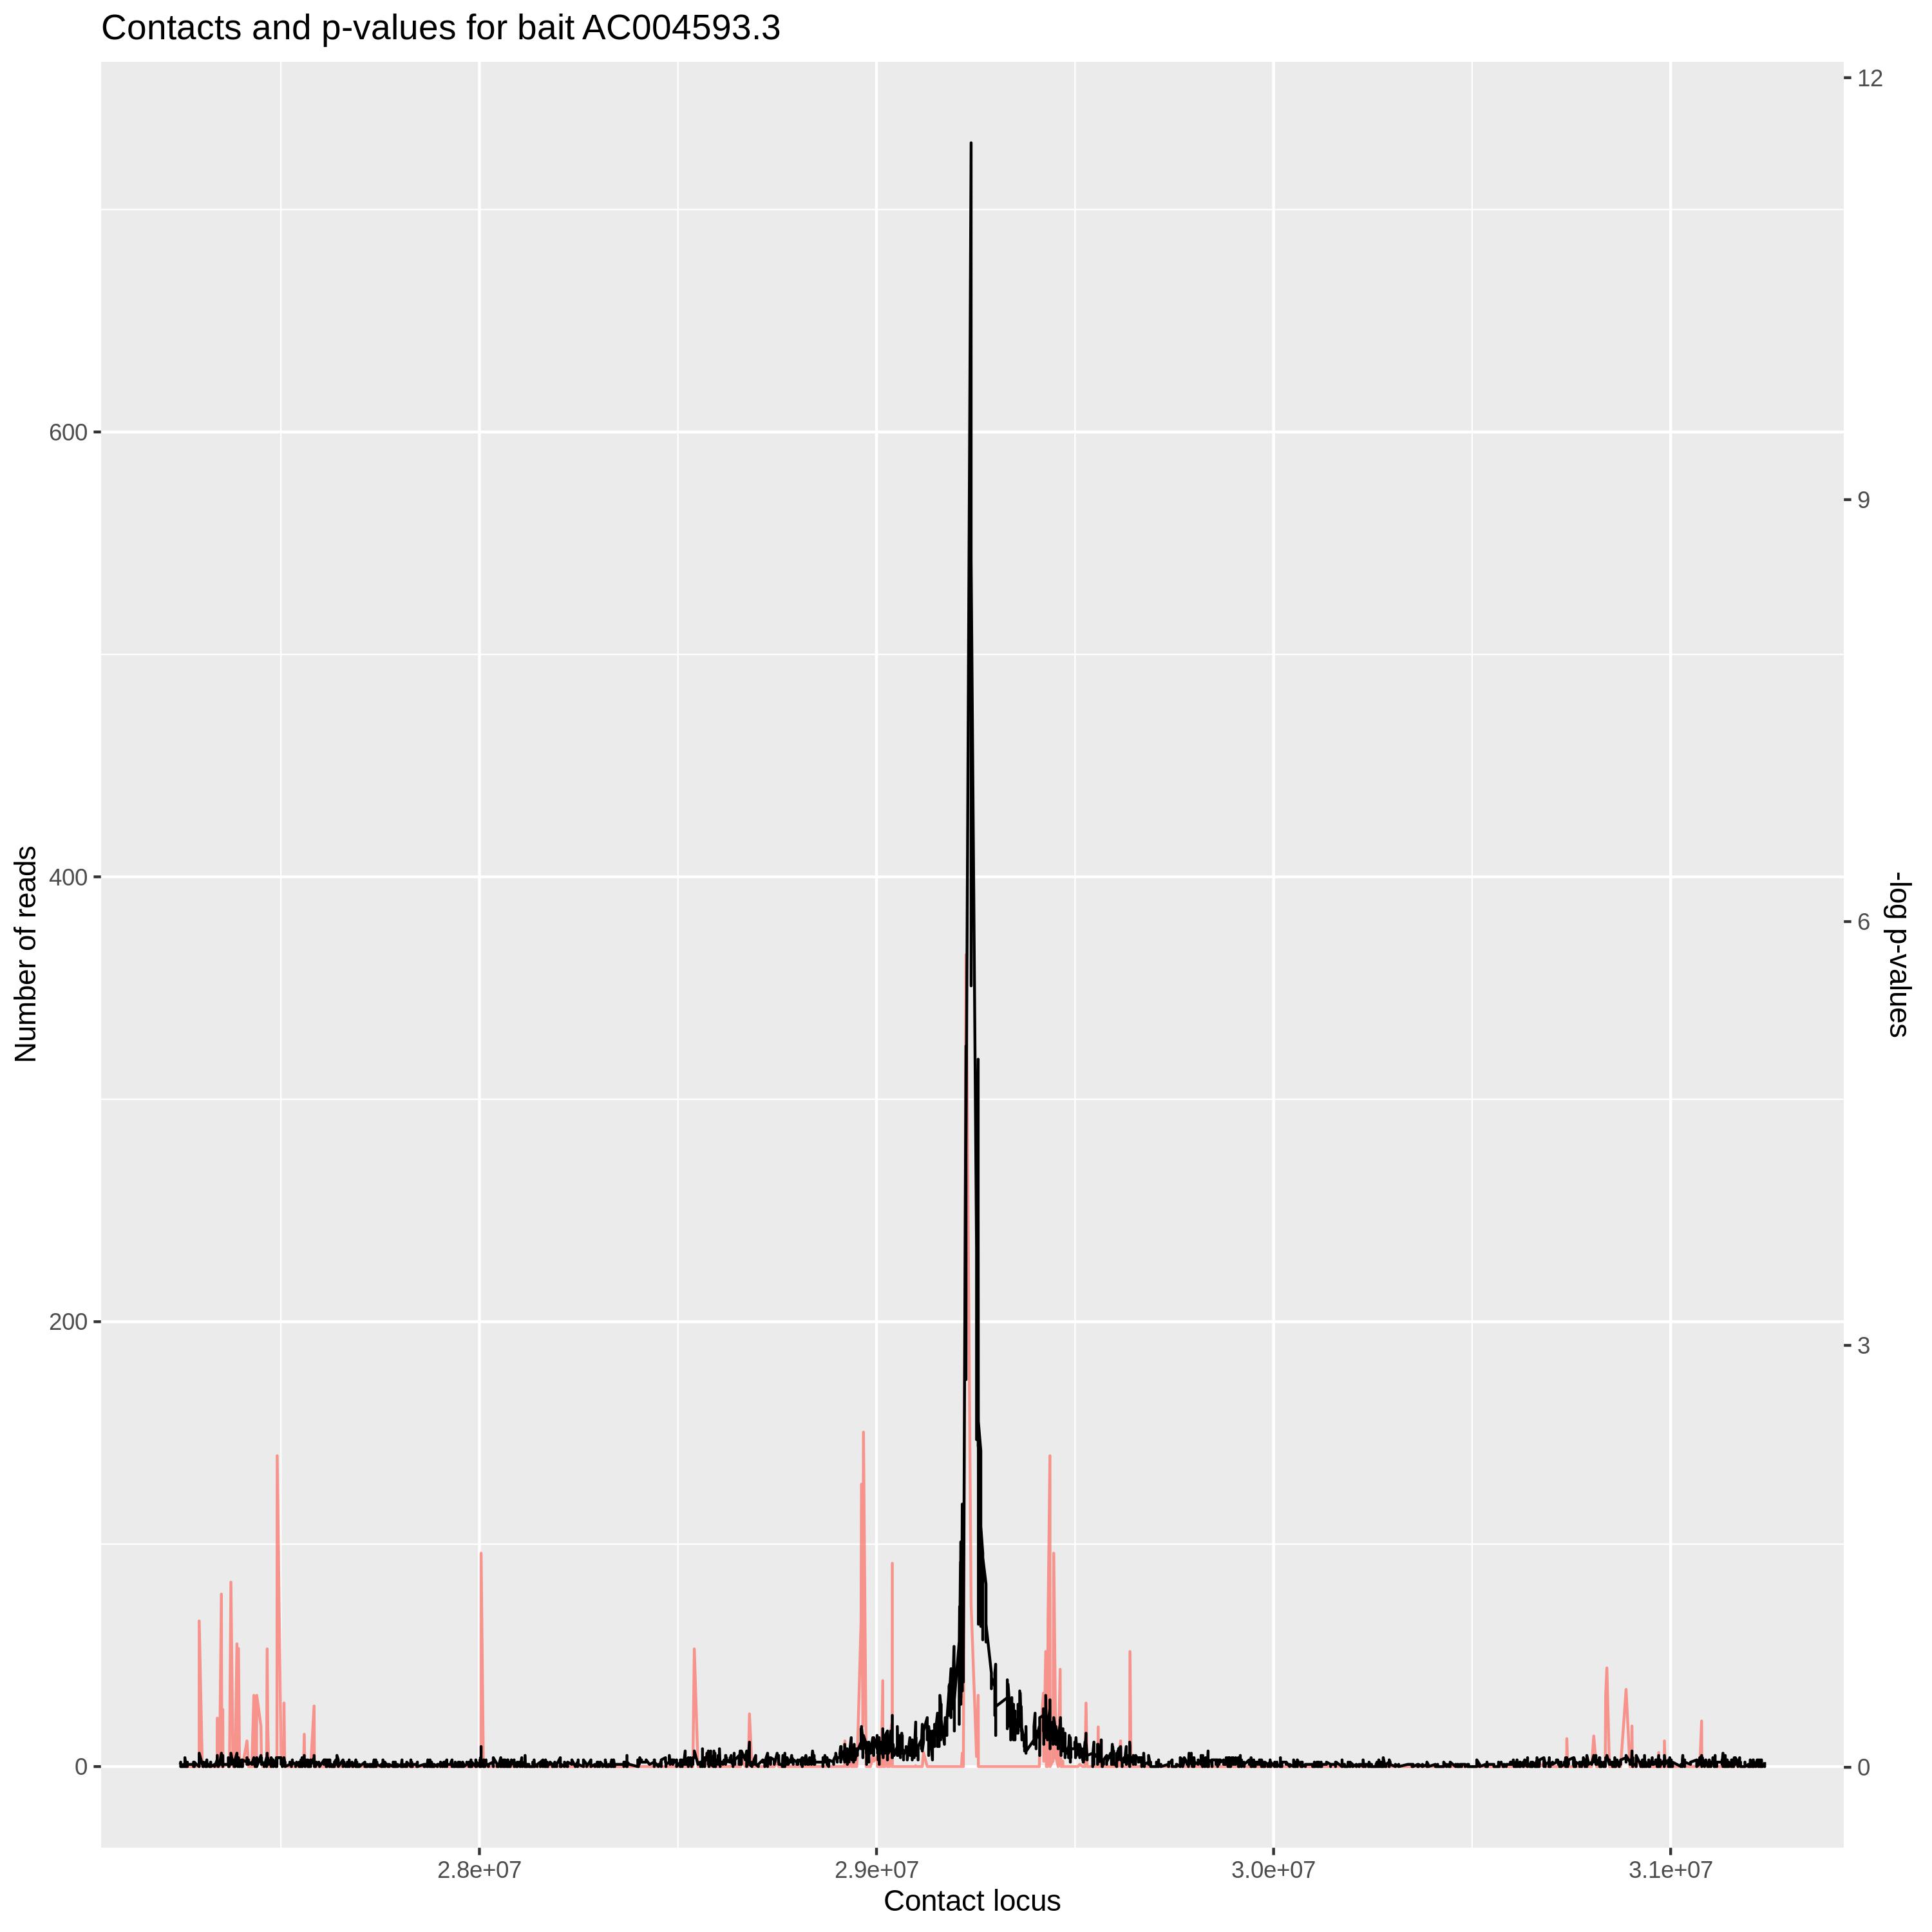 Contacts and p-values for bait AC004593.3
12
9
6
3
0
600
400
200
0
Number of reads
-log p-values
2.8e+07
2.9e+07
3.0e+07
3.1e+07
Contact locus